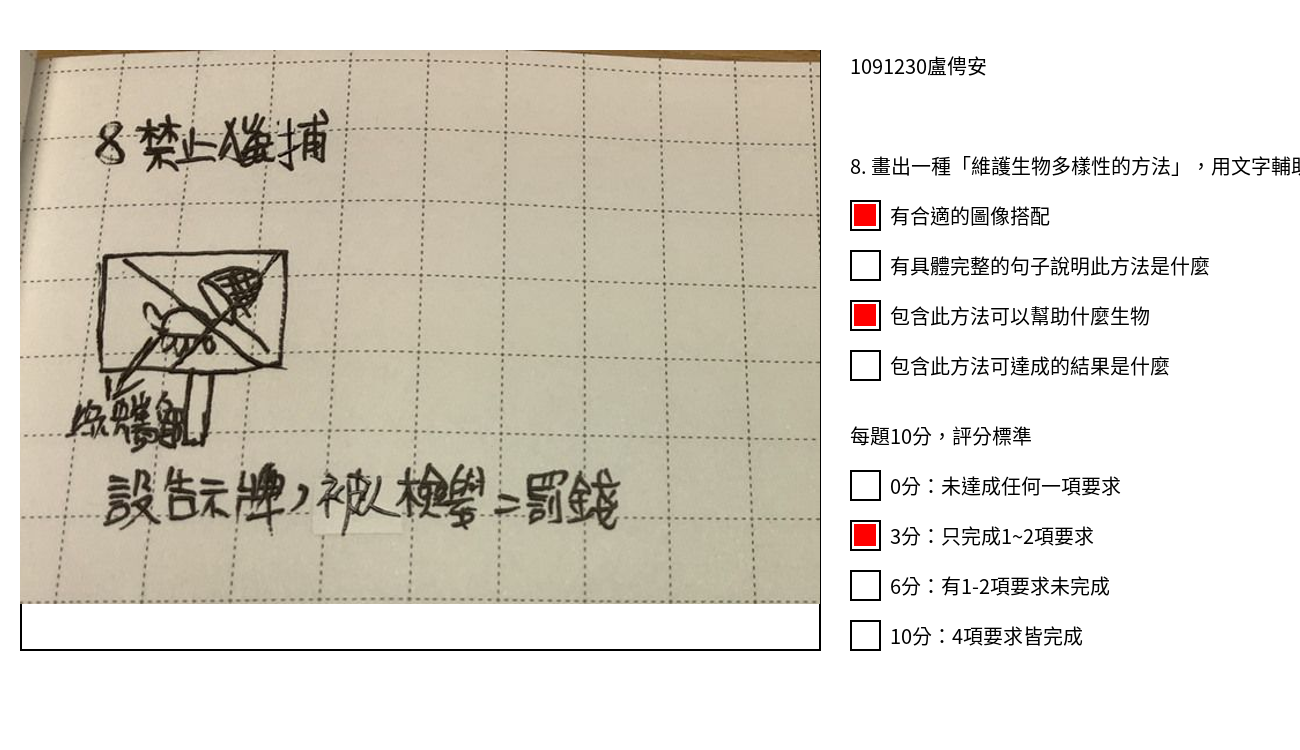 8 禁止獵捕
設告示牌，被人檢舉=罰錢
1091230盧俜安
8. 畫出一種「維護生物多樣性的方法」，用文字輔助
有合適的圖像搭配
有具體完整的句子說明此方法是什麼
包含此方法可以幫助什麼生物
包含此方法可達成的結果是什麼
每題10分，評分標準
0分：未達成任何一項要求
3分：只完成1~2項要求
6分：有1-2項要求未完成
10分：4項要求皆完成